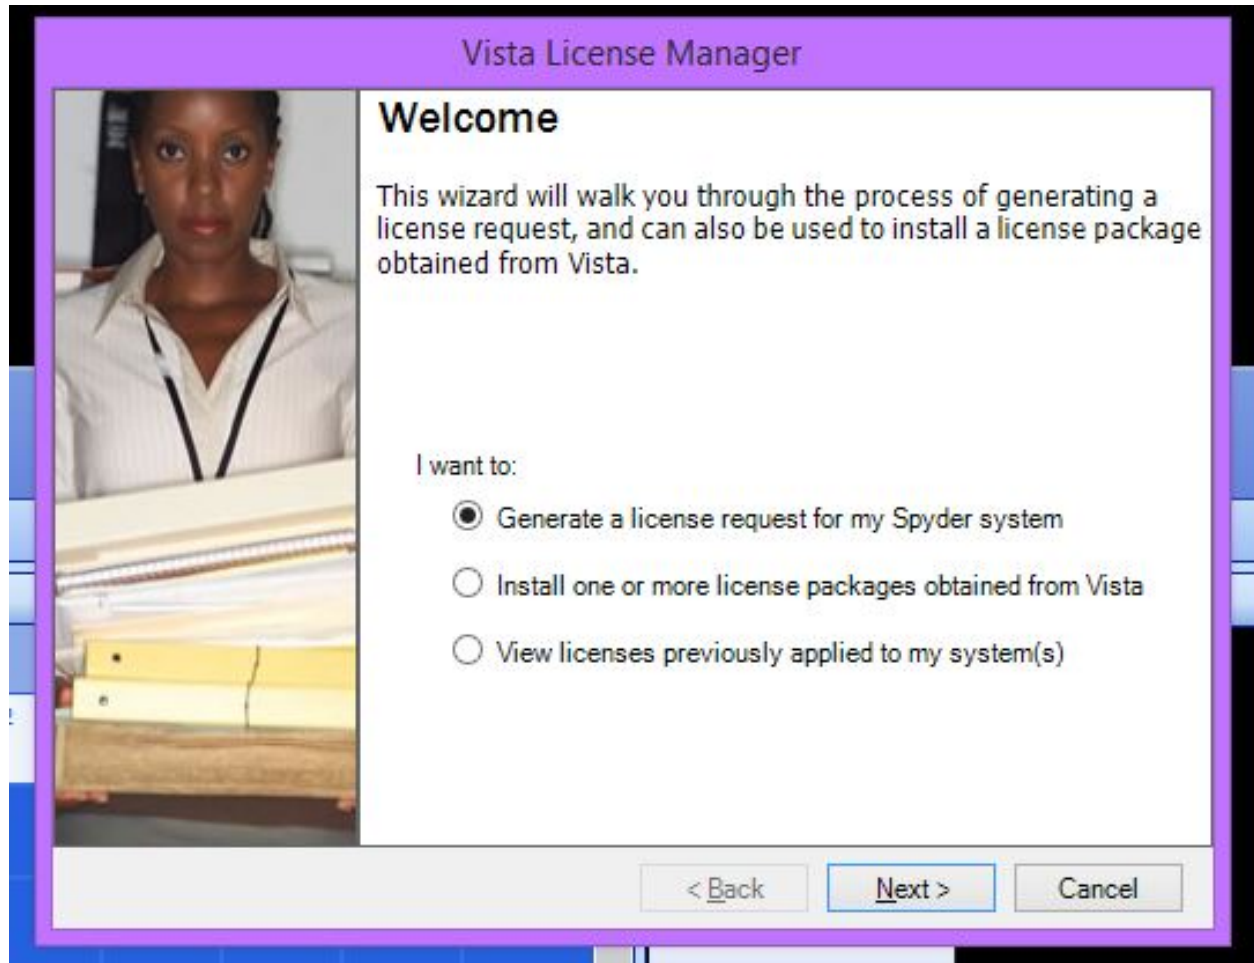 Vista License Manager
Welcome
This wizard will walk you through the process of generating a
license request, and can also be used to install a license package
obtained from Vista.
I want to:
Generate a license request for my Spyder system
Install one or more license packages obtained from Vista
View licenses previously applied to my system(s)
< Back
Next >
Cancel